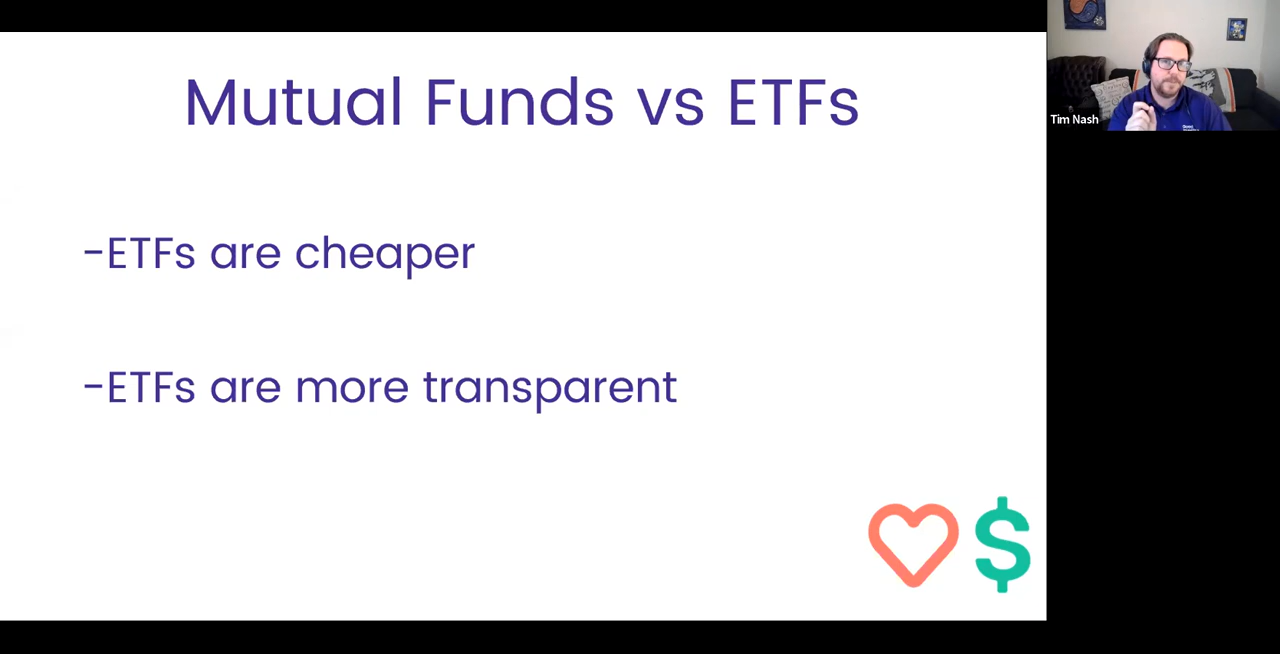 Mutual Funds vs ETFs
-ETFs are cheaper
-ETFs are more transparent
Tim Nash